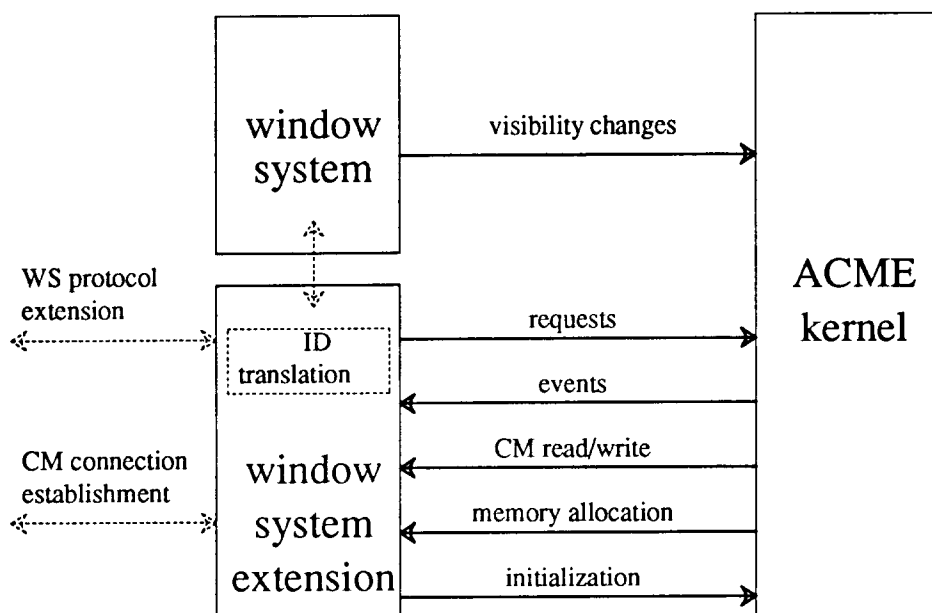 window
system
visibility changes
ACME
kernel
WS protocol
extension
ID
translation
requests
events
CM read/write
CM connection
establishment
window
system
extension
memory allocation
initialization